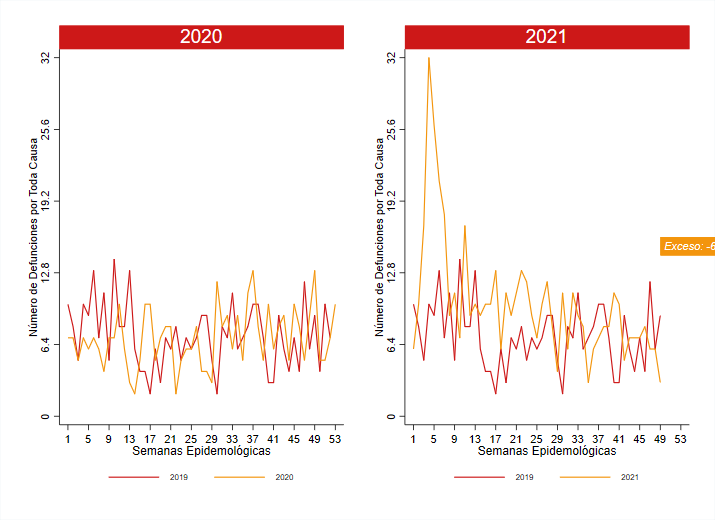 2020
Número de Defunciones por Toda Causa
32
25.6
19.2
12.8
6.4
0
1 5 9 13 17 21 25 29 33 37 41 45 49 53
Semanas Epidemiológicas
2019 2020
2021
Número de Defunciones por Toda Causa
32
25.6
19.2
12.8
6.4
0
Exceso: -6
1 5 9 13 17 21 25 29 33 37 41 45 49 53
Semanas Epidemiológicas
2019 2021